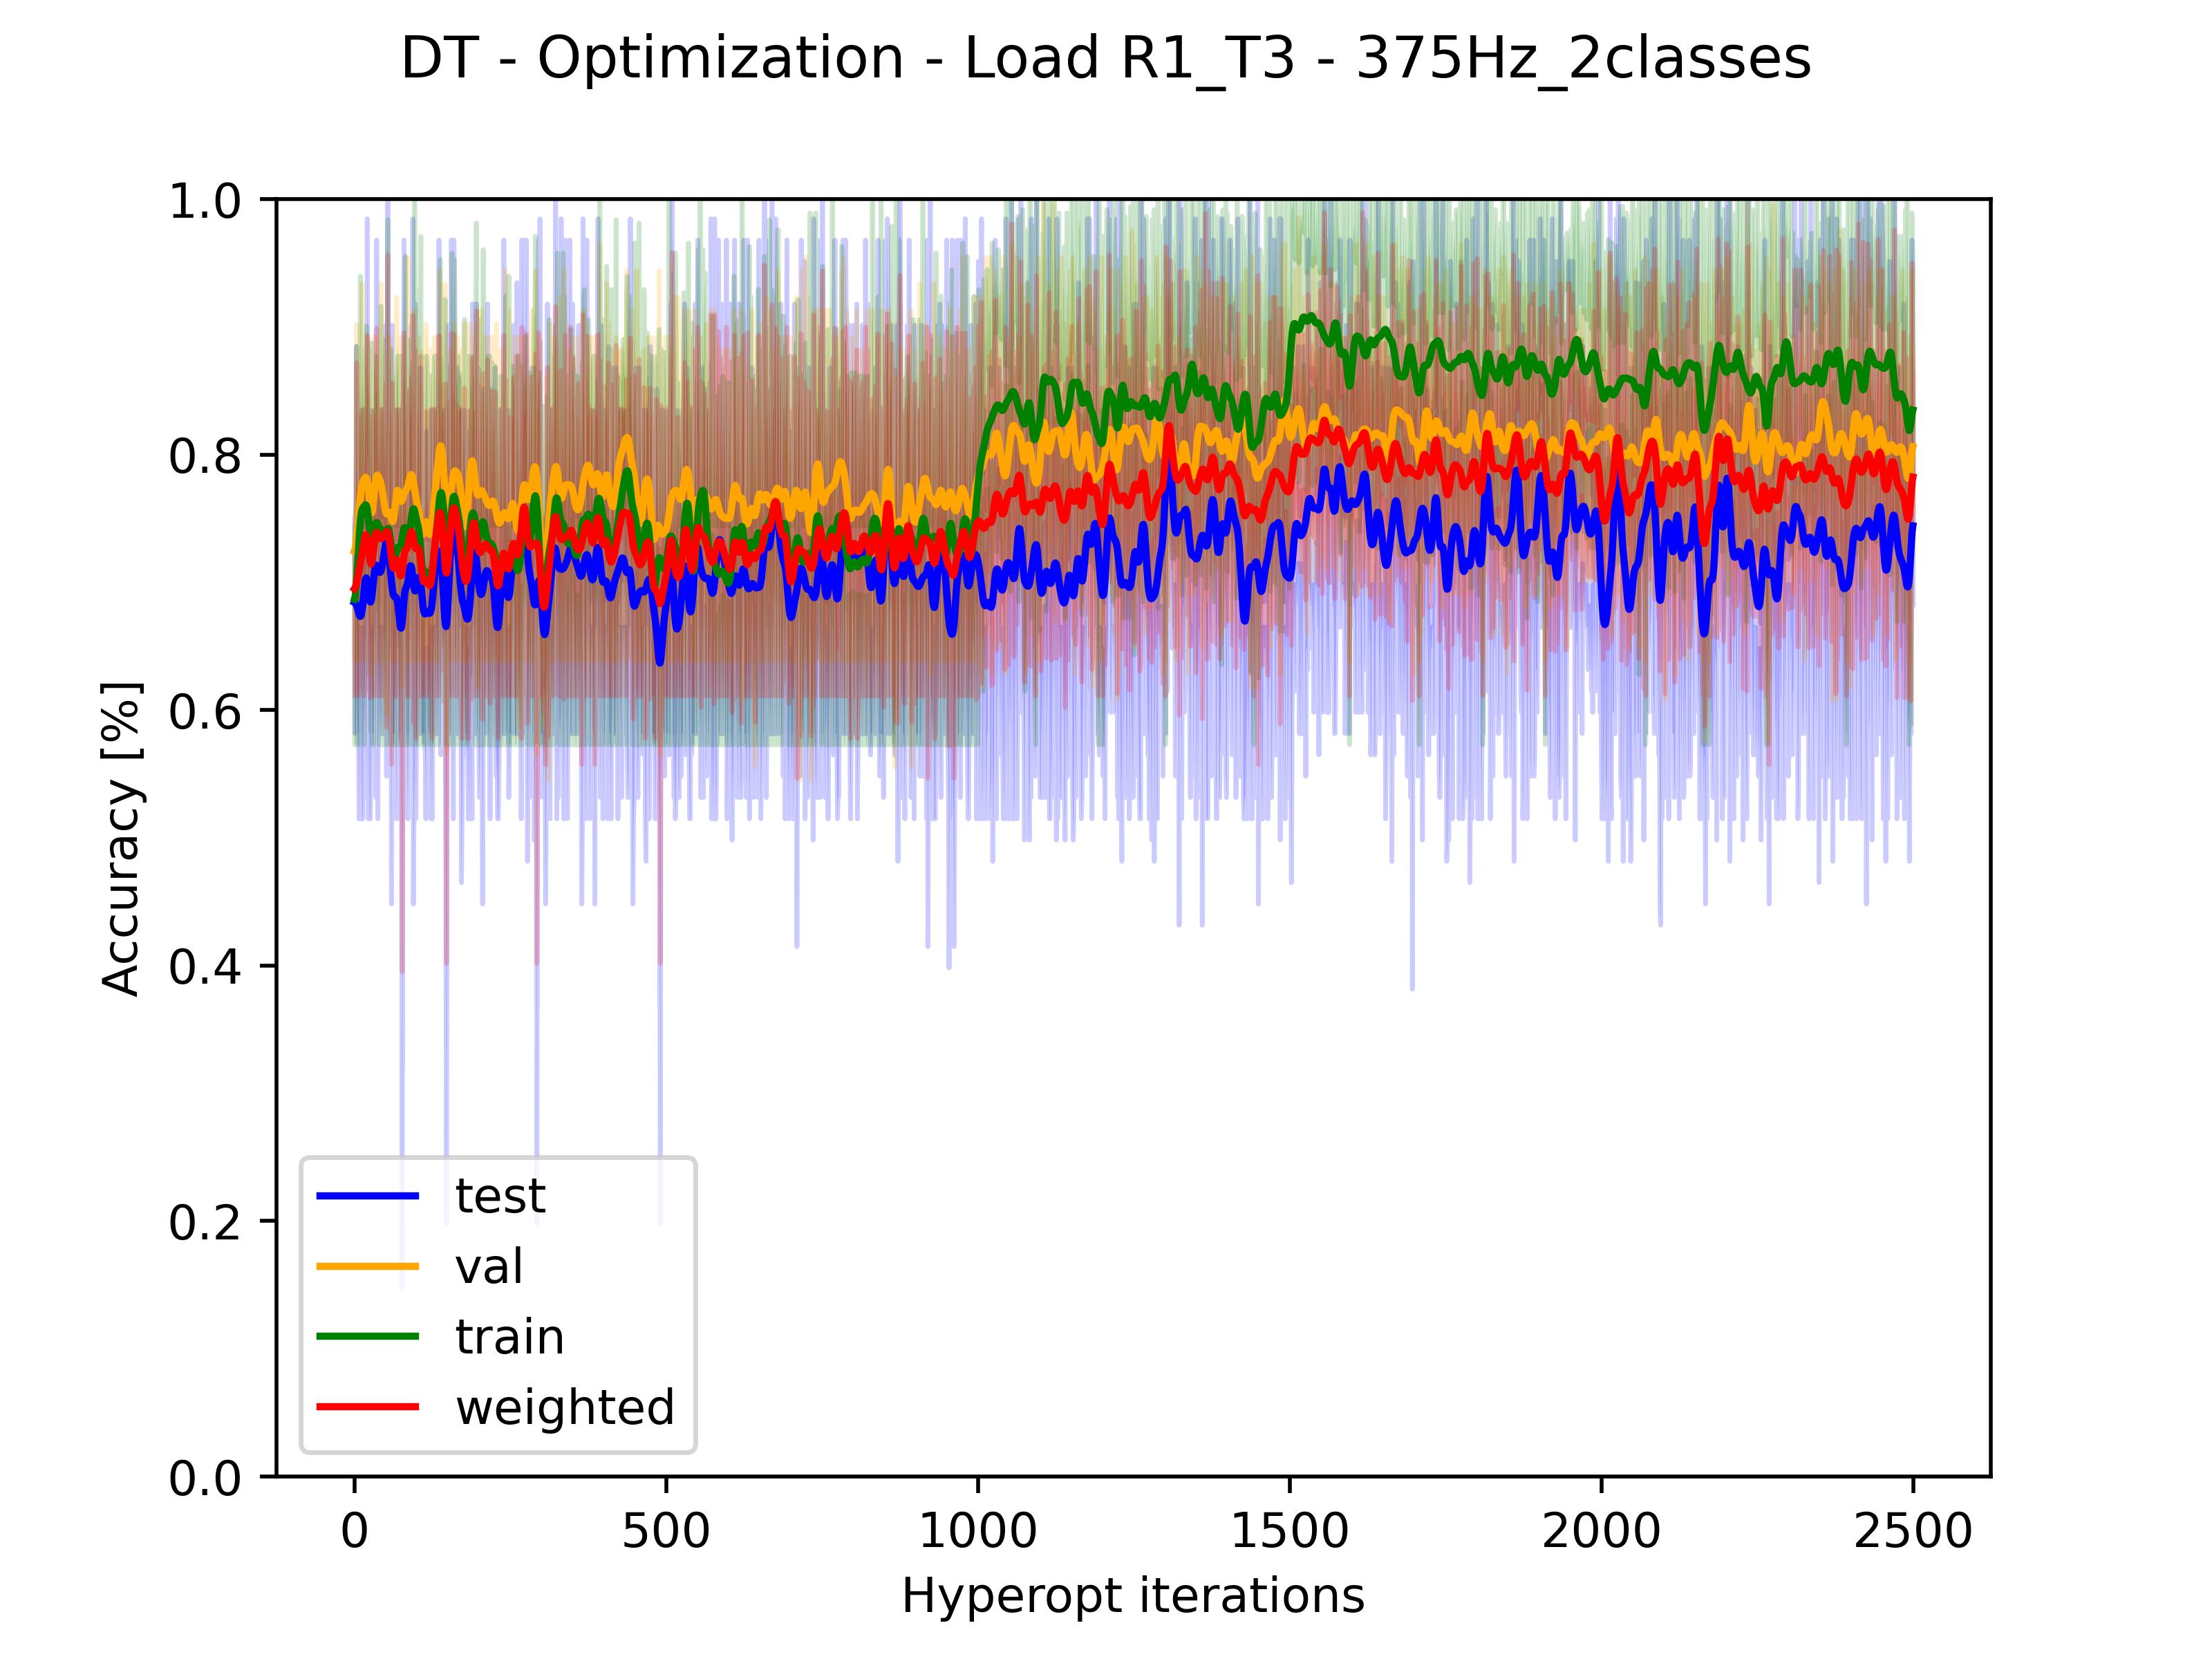 DT - Optimization - Load R1_T3 - 375Hz_2classes
1.0
0.8
0.6
0.4
0.2
0.0
Accuracy [%]
test
val
train
weighted
0 500 1000 1500 2000 2500
Hyperopt iterations